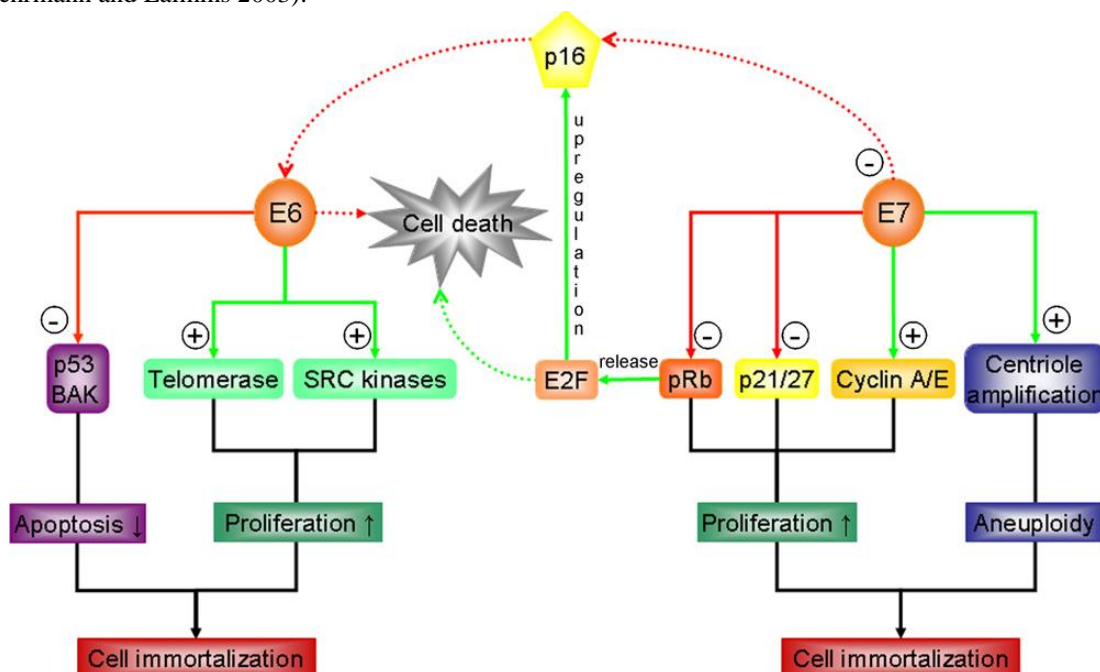 p16
upregulation
-
E6
Cell death
E7
-
+
+
-
-
+
+
p53
BAK
Telomerase
SRC kinases
E2F
release
pRb
p21/27
Cyclin A/E
Centriole
amplification
Apoptosis ↓
Proliferation ↑
Proliferation ↑
Aneuploidy
Cell immortalization
Cell immortalization